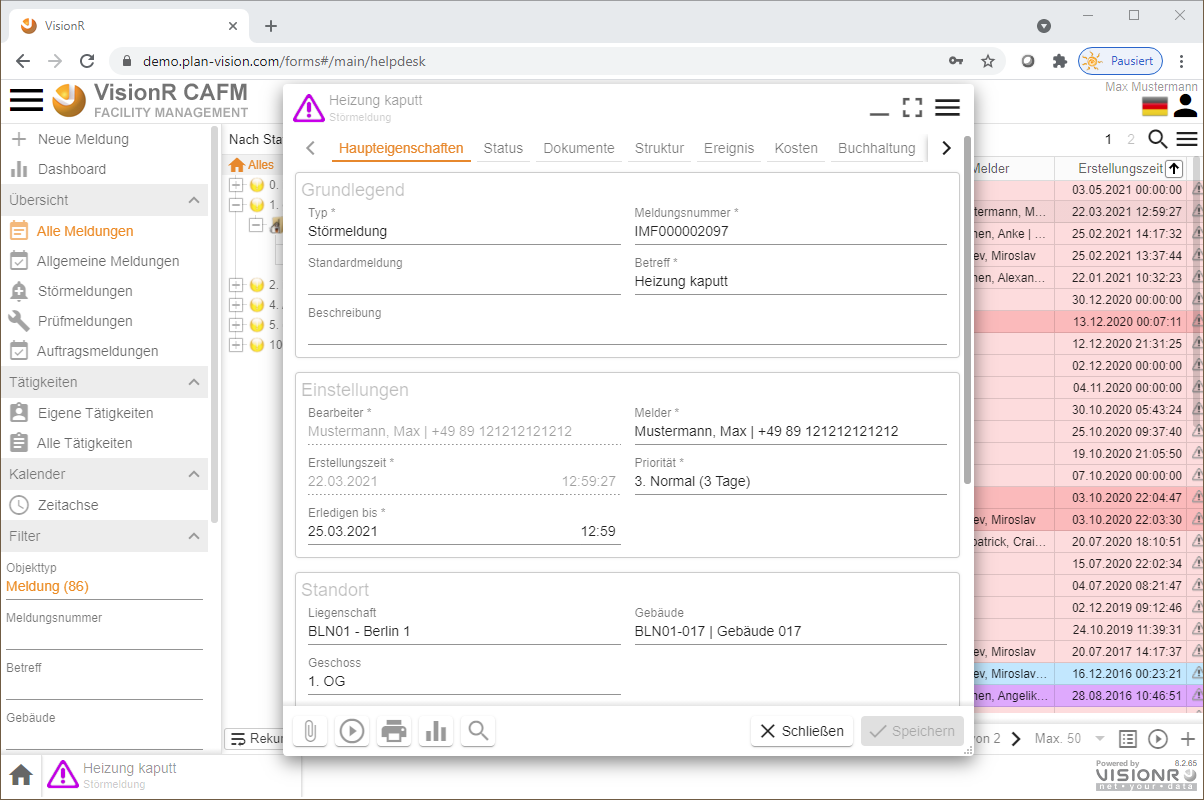 VisionR
demo.plan-vision.com/forms#/main/helpdesk
Pausiert
VisionR CAFM
FACILITY MANAGEMENT
Max Mustermann
Neue Meldung
Dashboard
Übersicht
Alle Meldungen
Allgemeine Meldungen
Störmeldungen
Prüfmeldungen
Auftragsmeldungen
Tätigkeiten
Eigene Tätigkeiten
Alle Tätigkeiten
Kalender
Zeitachse
Filter
Objekttyp
Meldung (86)
Meldungsnummer
Betreff
Gebäude
Nach Sta
Alles
0.
1.
2.
4.
5.
10
Rekur
Heizung kaputt
Störmeldung
Haupteigenschaften Status Dokumente Struktur Ereignis Kosten Buchhaltung
Grundlegend
Typ * Meldungsnummer *
Störmeldung IMF000002097
Standardmeldung Betreff *
Heizung kaputt
Beschreibung
Einstellungen
Bearbeiter * Melder *
Mustermann, Max | +49 89 121212121212 Mustermann, Max | +49 89 121212121212
Erstellungszeit * Priorität *
22.03.2021 12:59:27 3. Normal (3 Tage)
Erledigen bis *
25.03.2021 12:59
Standort
Liegenschaft Gebäude
BLN01 - Berlin 1 BLN01-017 | Gebäude 017
Geschoss
1. OG
Schließen Speichern
1 2
Melder Erstellungszeit
03.05.2021 00:00:00
termann, M... 22.03.2021 12:59:27
nen, Anke | ... 25.02.2021 14:17:32
ev, Miroslav 25.02.2021 13:37:44
nen, Alexan... 22.01.2021 10:32:23
30.12.2020 00:00:00
13.12.2020 00:07:11
12.12.2020 21:31:25
02.12.2020 00:00:00
04.11.2020 00:00:00
30.10.2020 05:43:24
25.10.2020 09:37:40
19.10.2020 21:05:50
07.10.2020 00:00:00
03.10.2020 22:04:47
ev, Miroslav 03.10.2020 22:03:30
patrick, Crai... 20.07.2020 18:10:51
15.07.2020 22:02:34
04.07.2020 08:21:47
02.12.2019 09:12:46
24.10.2019 11:39:31
ev, Miroslav 20.07.2017 14:17:37
ev, Miroslav... 16.12.2016 00:23:21
nen, Angelik... 28.08.2016 10:46:51
von 2 Max. 50
Heizung kaputt
Störmeldung
Powered by 8.2.65
VISIONR
net • your • data